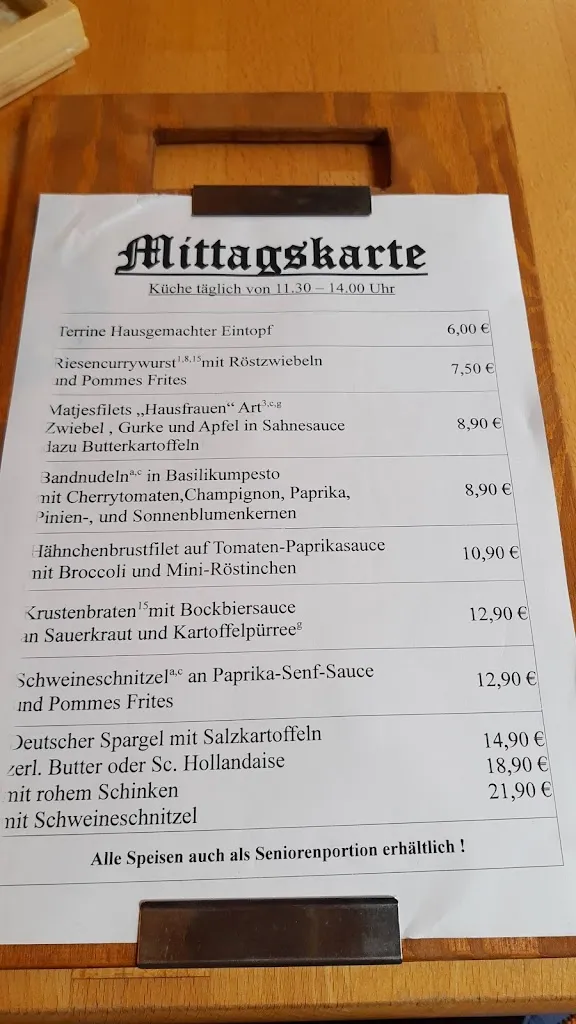 Mittagskarte
Küche täglich von 11.30 – 14.00 Uhr
Terrine Hausgemachter Eintopf 6,00 €
Riesencurrywurst1,8,15mit Röstzwiebeln
und Pommes Frites 7,50 €
Matjesfilets „Hausfrauen“ Art3,c,g
Zwiebel , Gurke und Apfel in Sahnesauce 8,90 €
dazu Butterkartoffeln
Bandnudelna,c in Basilikumpesto
mit Cherrytomaten,Champignon, Paprika, 8,90 €
Pinien-, und Sonnenblumenkernen
Hähnchenbrustfilet auf Tomaten-Paprikasauce 10,90 €
mit Broccoli und Mini-Röstinchen
Krustenbraten15mit Bockbiersauce 12,90 €
an Sauerkraut und Kartoffelpürreeg
Schweineschnitzela,c an Paprika-Senf-Sauce 12,90 €
und Pommes Frites
Deutscher Spargel mit Salzkartoffeln 14,90 €
zerl. Butter oder Sc. Hollandaise 18,90 €
mit rohem Schinken 21,90 €
mit Schweineschnitzel
Alle Speisen auch als Seniorenportion erhältlich !